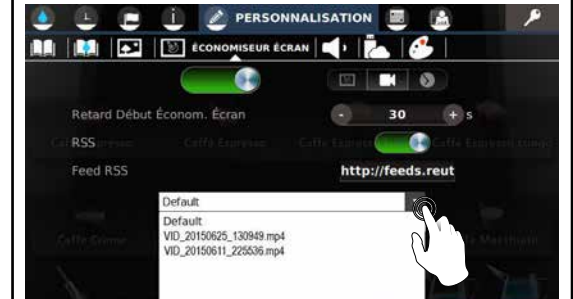 PERSONNALISATION
ÉCONOMISEUR ÉCRAN
Retard Début Économ. Écran - 30 + s
RSS
Feed RSS http://feeds.reut
Default
Default
VID_20150625_130949.mp4
VID_20150611_225536.mp4